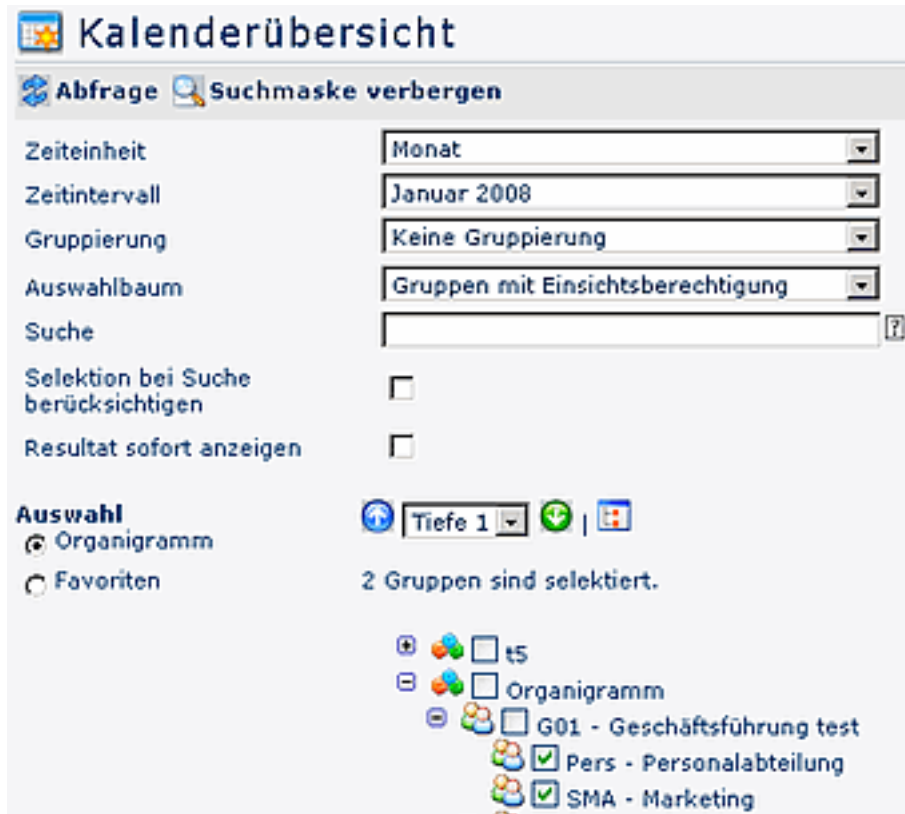 Kalenderübersicht
Abfrage Suchmaske verbergen
Zeiteinheit Monat
Zeitintervall Januar 2008
Gruppierung Keine Gruppierung
Auswahlbaum Gruppen mit Einsichtsberechtigung
Suche ?
Selektion bei Suche
berücksichtigen
Resultat sofort anzeigen
Auswahl Tiefe 1 |
Organigramm
Favoriten 2 Gruppen sind selektiert.
t5
Organigramm
G01 - Geschäftsführung test
Pers - Personalabteilung
SMA - Marketing